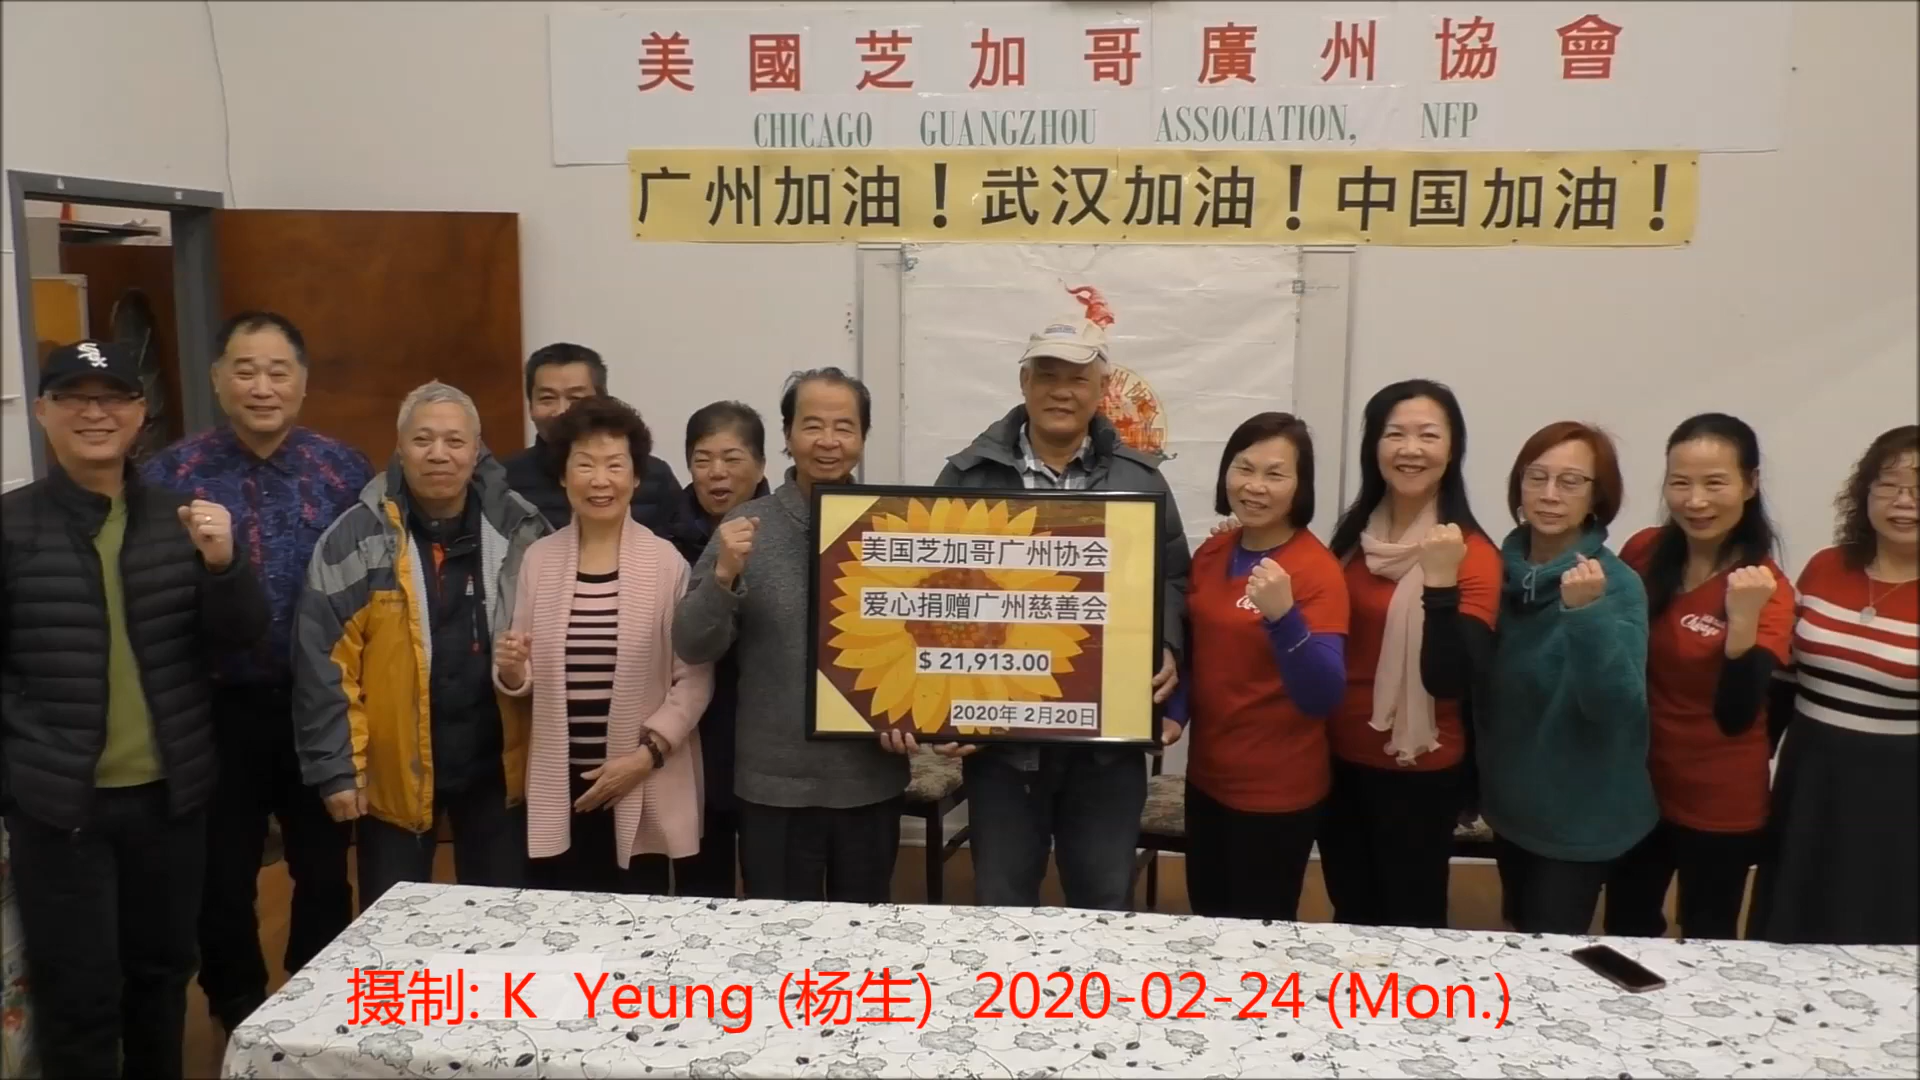 美國芝加哥廣州協會
CHICAGO GUANGZHOU ASSOCIATION, NFP
广州加油！武汉加油！中国加油！
美国芝加哥广州协会
爱心捐赠广州慈善会
$ 21,913.00
2020年 2月20日
Chicago
摄制: K Yeung (杨生) 2020-02-24 (Mon.)